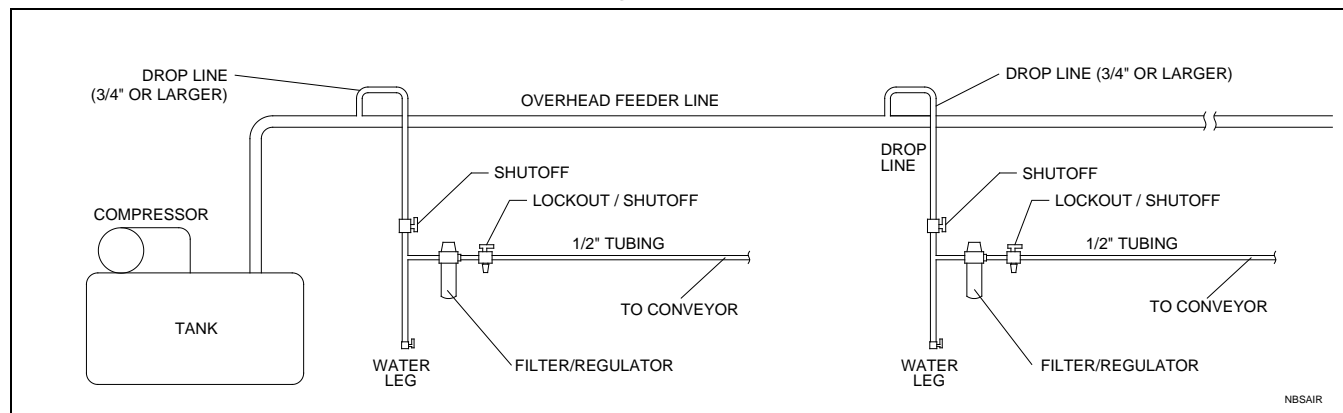 DROP LINE
(3/4" OR LARGER)
OVERHEAD FEEDER LINE
DROP LINE (3/4" OR LARGER)
DROP
LINE
SHUTOFF
LOCKOUT / SHUTOFF
1/2" TUBING
TO CONVEYOR
SHUTOFF
LOCKOUT / SHUTOFF
1/2" TUBING
TO CONVEYOR
COMPRESSOR
TANK
WATER
LEG
FILTER/REGULATOR
WATER
LEG
FILTER/REGULATOR
NBSAIR